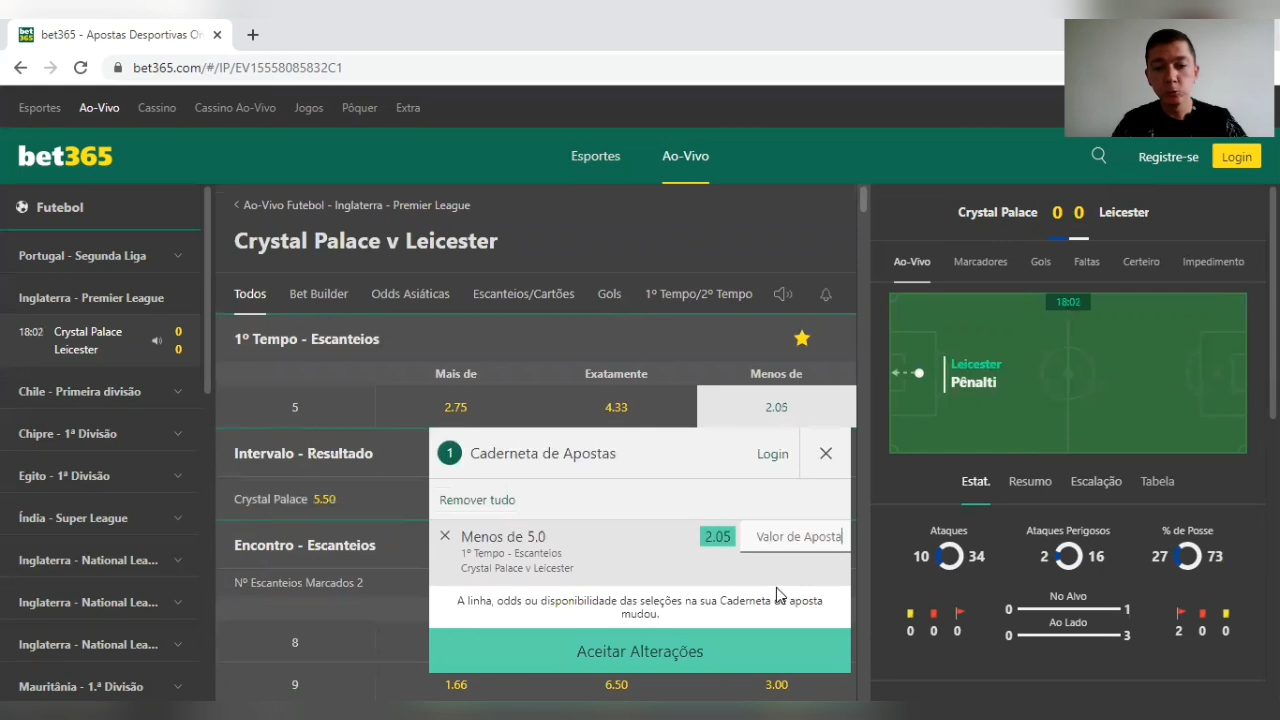 bet365 - Apostas Desportivas On
bet365.com/#/IP/EV15558085832C1
Esportes Ao-Vivo Cassino Cassino Ao-Vivo Jogos Pôquer Extra
bet365
Esportes Ao-Vivo
Registre-se Login
Futebol
Portugal - Segunda Liga
Inglaterra - Premier League
18:02 Crystal Palace 0
Leicester 0
Chile - Primeira divisão
Chipre - 1ª Divisão
Egito - 1ª Divisão
Índia - Super League
Inglaterra - National Lea...
Inglaterra - National Lea...
Inglaterra - National Lea...
Mauritânia - 1.ª Divisão
Ao-Vivo Futebol - Inglaterra - Premier League
Crystal Palace v Leicester
Todos Bet Builder Odds Asiáticas Escanteios/Cartões Gols 1º Tempo/2º Tempo
1º Tempo - Escanteios
Mais de Exatamente Menos de
5 2.75 4.33 2.05
Intervalo - Resultado
Crystal Palace 5.50
Encontro - Escanteios
Nº Escanteios Marcados 2
8
9 1.66 6.50 3.00
1 Caderneta de Apostas Login
Remover tudo
Menos de 5.0 2.05 Valor de Aposta
1º Tempo - Escanteios
Crystal Palace v Leicester
A linha, odds ou disponibilidade das seleções na sua Caderneta de aposta
mudou.
Aceitar Alterações
Crystal Palace 0 0 Leicester
Ao-Vivo Marcadores Gols Faltas Certeiro Impedimento
18:02
Leicester
Pênalti
Estat. Resumo Escalação Tabela
Ataques Ataques Perigosos % de Posse
10 34 2 16 27 73
No Alvo
0 1
Ao Lado
0 3
0 0 0
2 0 0